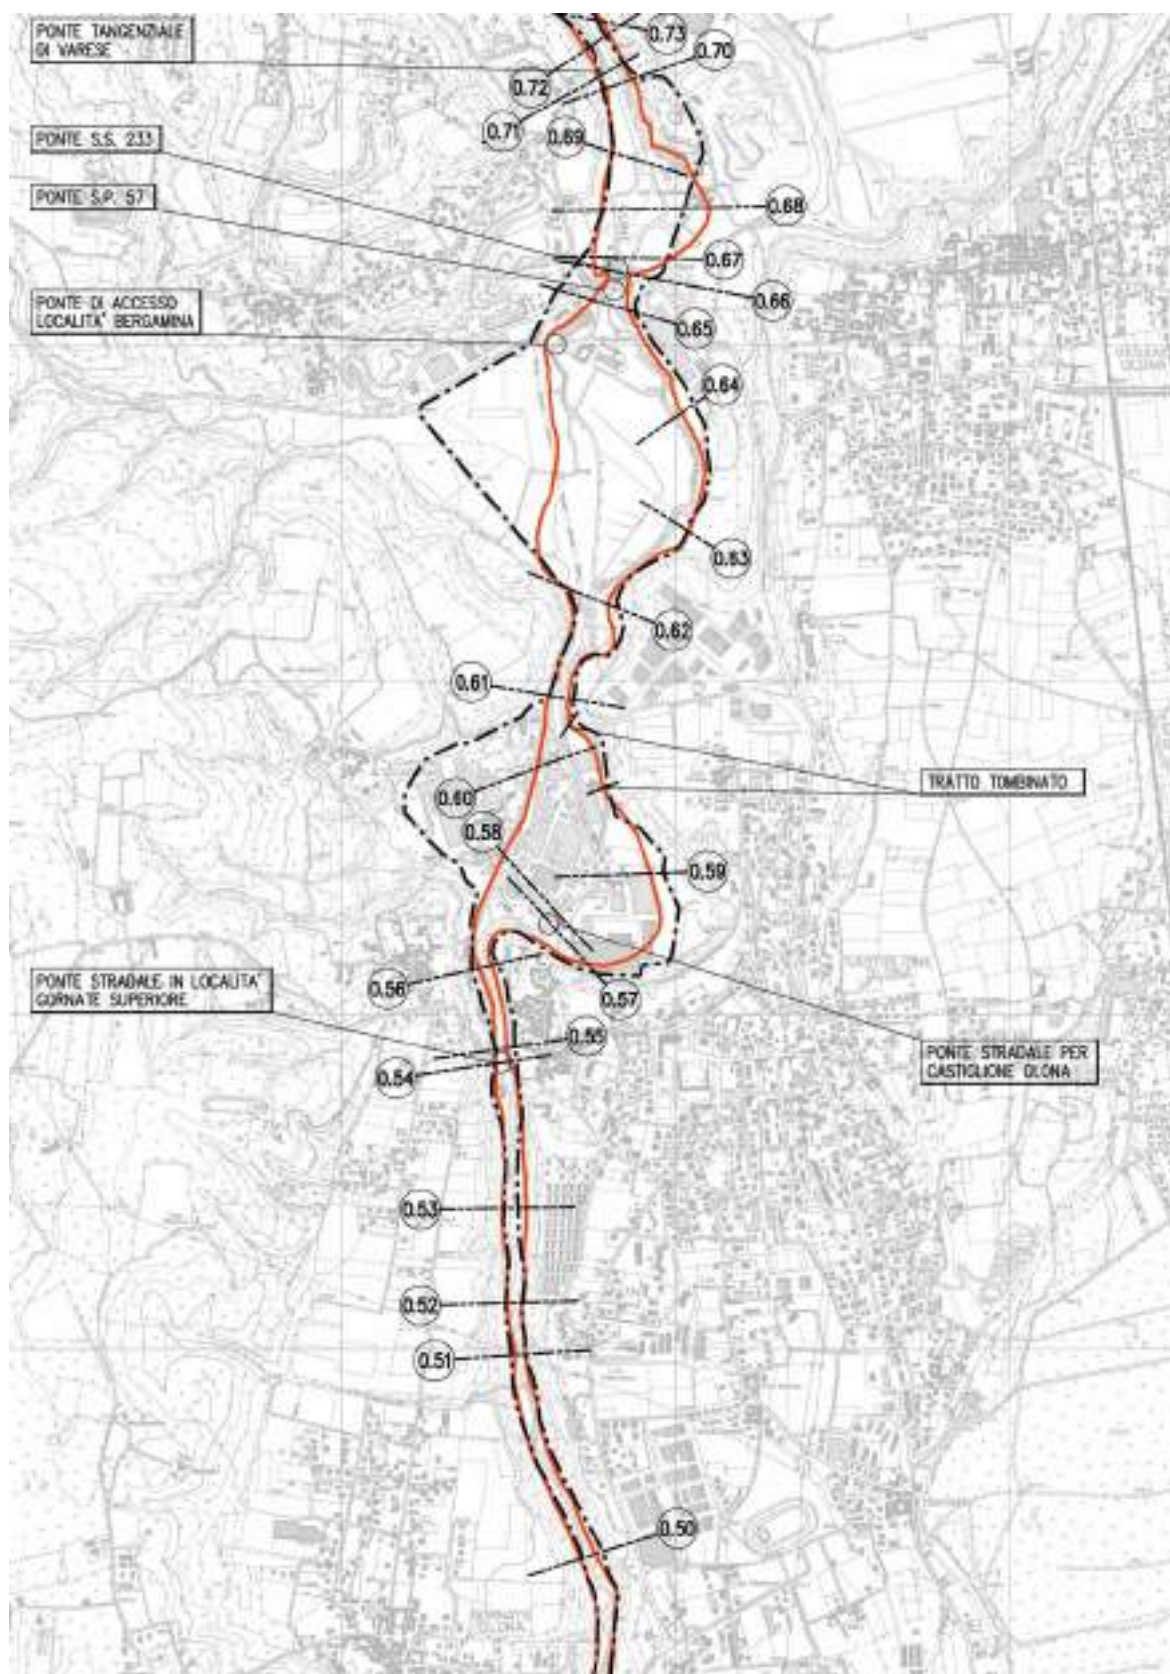 PONTE TANGENZIALE
DI VARESE
0.73
0.70
0.72
0.71
0.69
PONTE S.S. 233
PONTE S.P. 57
0.68
0.67
0.66
PONTE DI ACCESSO
LOCALITA' BERGAMINA
0.65
0.64
0.63
0.62
0.61
0.60
TRATTO TOMBINATO
0.58
0.59
0.56
0.57
PONTE STRADALE IN LOCALITA'
GORNATE SUPERIORE
0.55
0.54
PONTE STRADALE PER
CASTIGLIONE OLONA
0.53
0.52
0.51
0.50